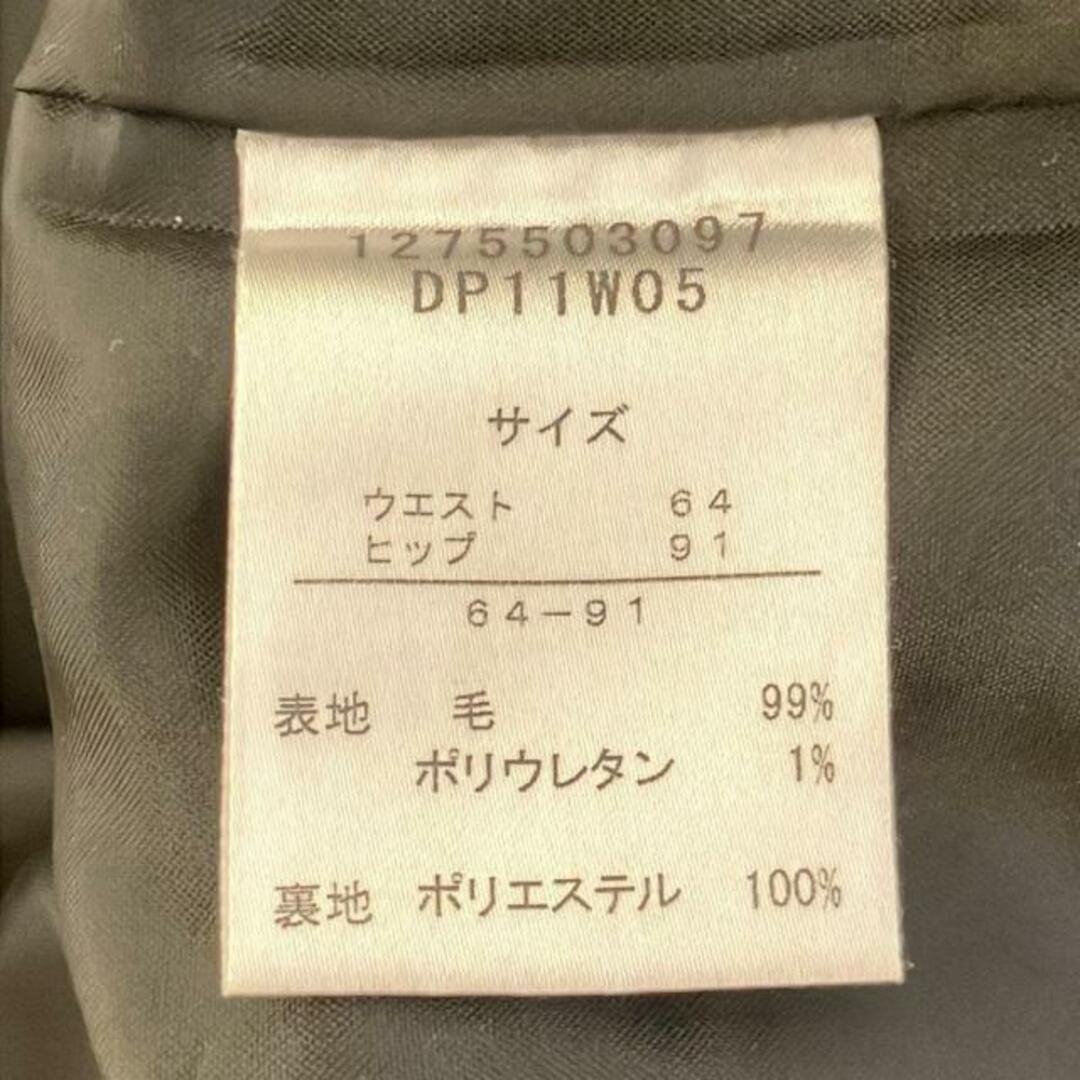 1275503097
DP11W05
サイズ
ウエスト 64
ヒップ 91
64-91
表地 毛 99%
ポリウレタン 1%
裏地 ポリエステル 100%